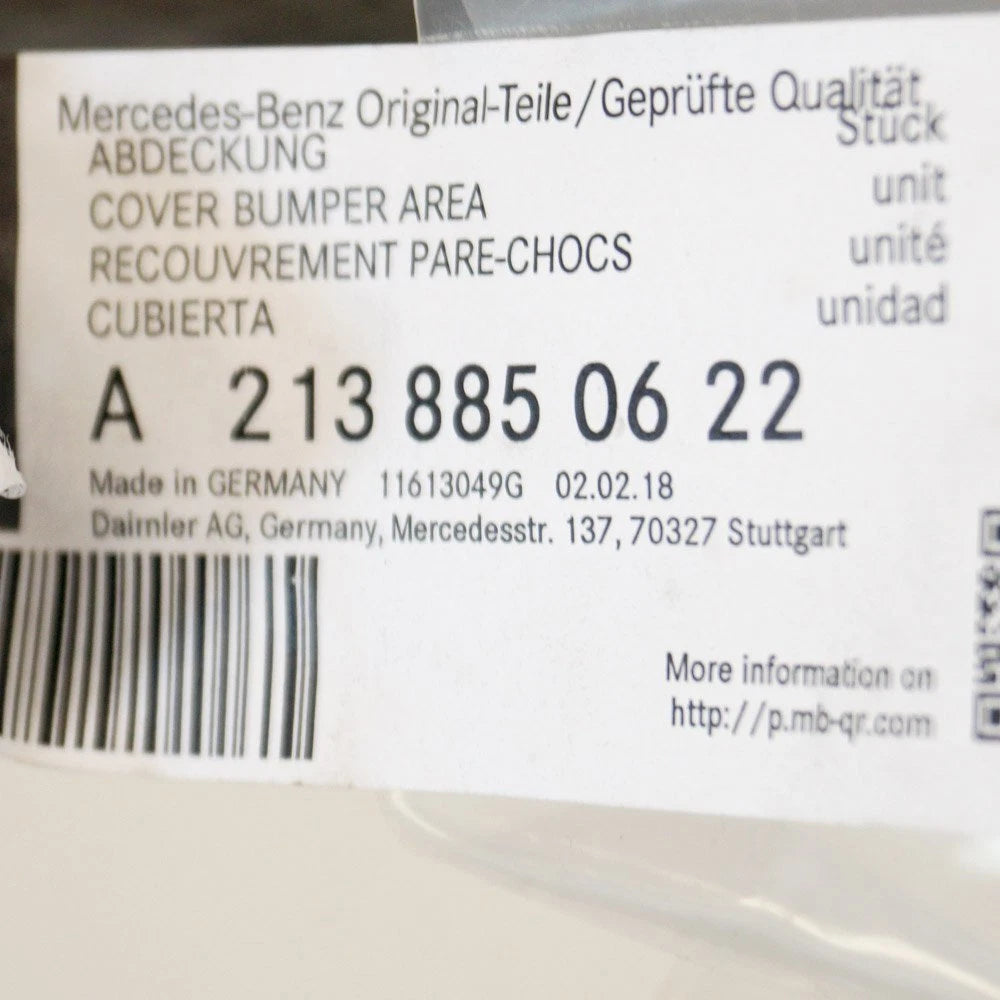 Mercedes-Benz Original-Teile/Geprüfte Qualität
Stück
ABDECKUNG
unit
COVER BUMPER AREA
unité
RECOUVREMENT PARE-CHOCS
unidad
CUBIERTA
A 213 885 06 22
Made in GERMANY 11613049G 02.02.18
Daimler AG, Germany, Mercedesstr. 137, 70327 Stuttgart
More information on
http://p.mb-qr.com